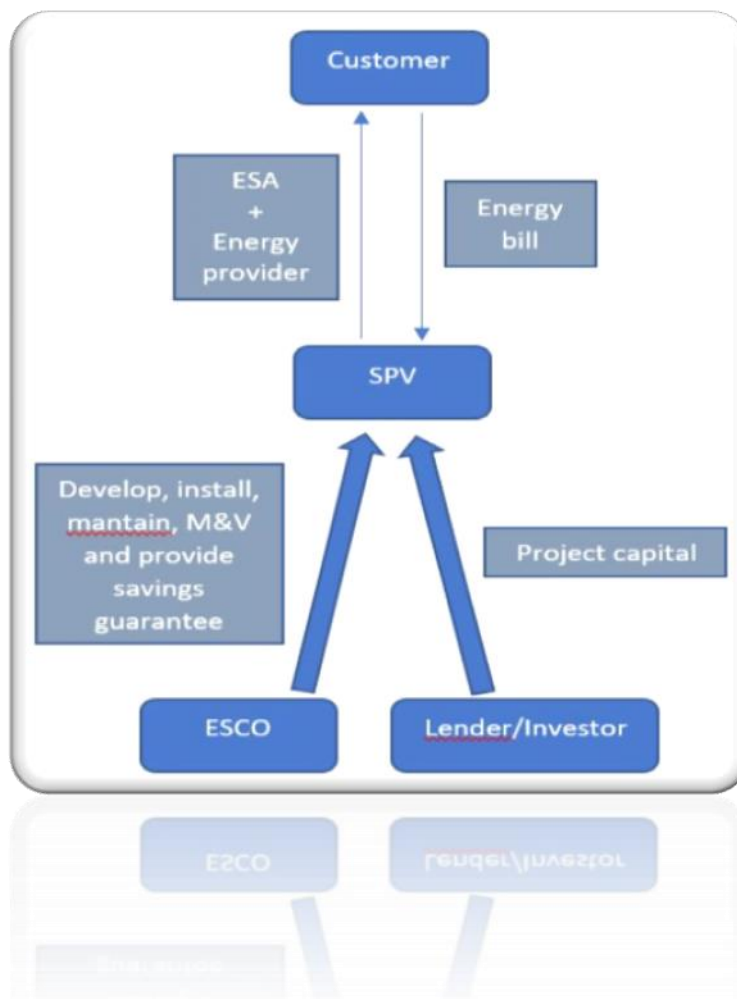 Customer
ESA
+
Energy
provider
Energy
bill
SPV
Develop, install,
mantain, M&V
and provide
savings
guarantee
Project capital
ESCO
Lender/Investor